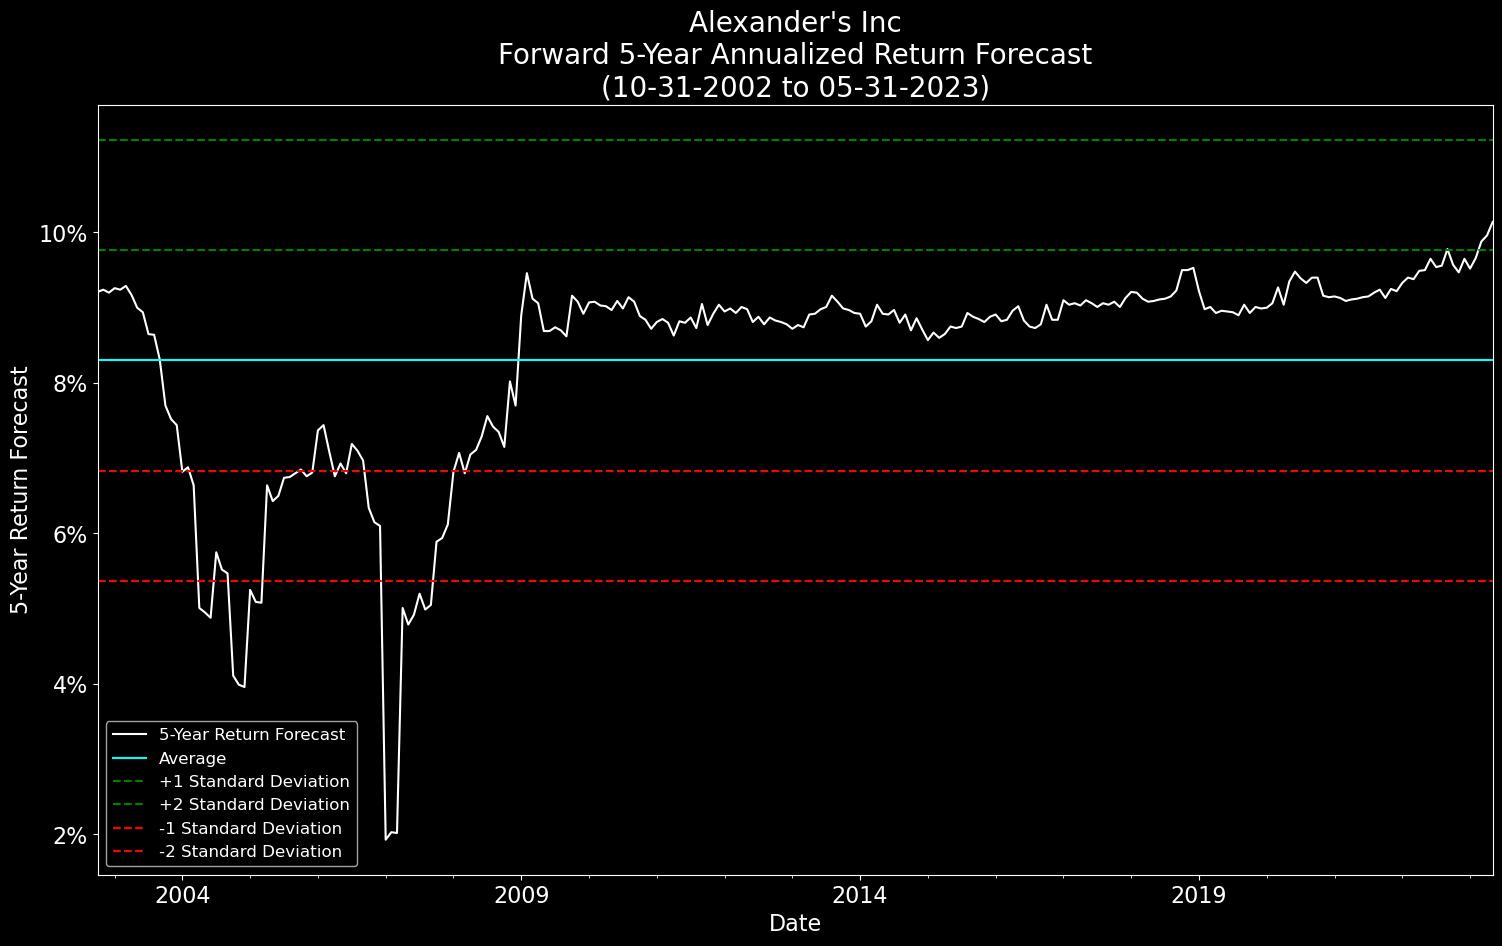 Alexander's Inc
Forward 5-Year Annualized Return Forecast
(10-31-2002 to 05-31-2023)
5-Year Return Forecast
10%
8%
6%
4%
2%
5-Year Return Forecast
Average
+1 Standard Deviation
+2 Standard Deviation
-1 Standard Deviation
-2 Standard Deviation
2004
2009
2014
2019
Date